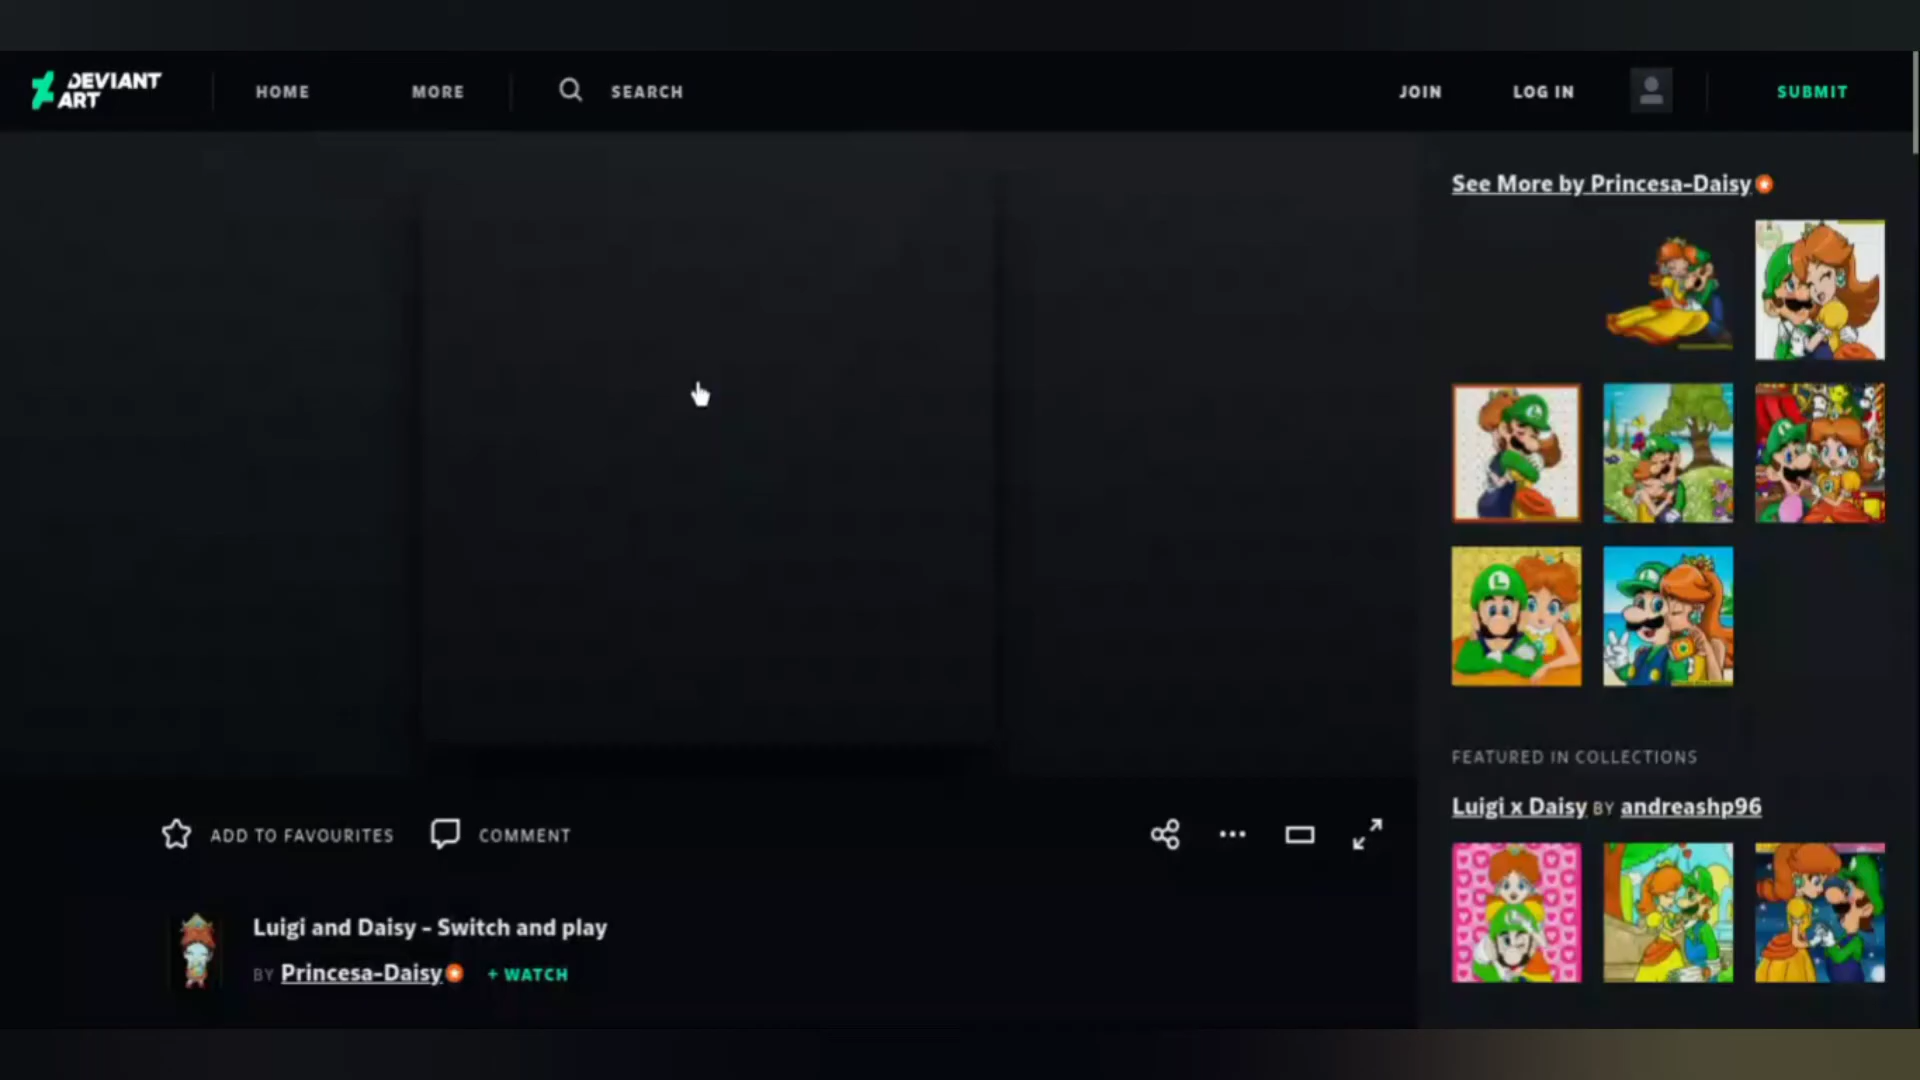 DEVIANT
ART
HOME
MORE
SEARCH
JOIN
LOG IN
SUBMIT
See More by Princesa-Daisy
FEATURED IN COLLECTIONS
Luigi x Daisy BY andreashp96
ADD TO FAVOURITES
COMMENT
Luigi and Daisy - Switch and play
BY Princesa-Daisy + WATCH